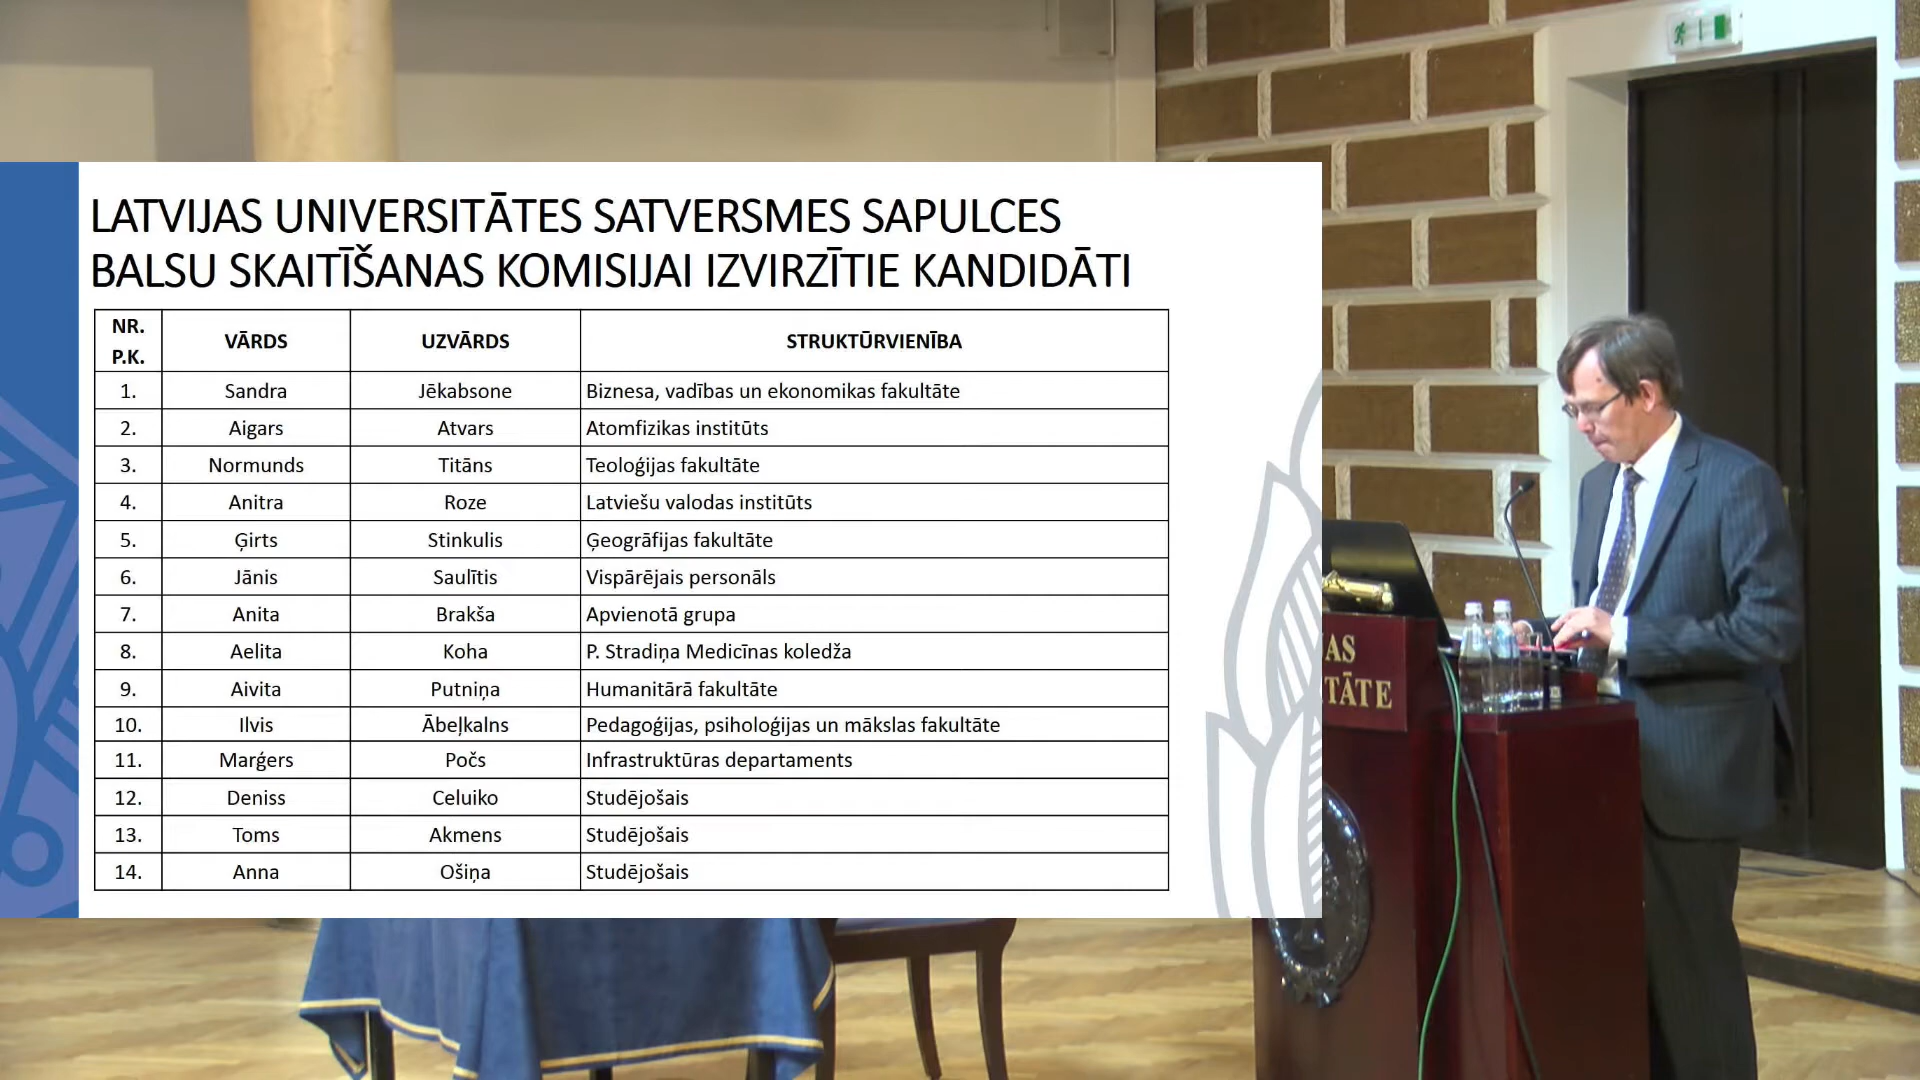 LATVIJAS UNIVERSITĀTES SATVERSMES SAPULCES
BALSU SKAITĪŠANAS KOMISIJAI IZVIRZĪTIE KANDIDĀTI
NR. P.K. VĀRDS UZVĀRDS STRUKTŪRVIENĪBA
1. Sandra Jēkabsone Biznesa, vadības un ekonomikas fakultāte
2. Aigars Atvars Atomfizikas institūts
3. Normunds Titāns Teoloģijas fakultāte
4. Anitra Roze Latviešu valodas institūts
5. Ģirts Stinkulis Ģeogrāfijas fakultāte
6. Jānis Saulītis Vispārējais personāls
7. Anita Brakša Apvienotā grupa
8. Aelita Koha P. Stradiņa Medicīnas koledža
9. Aivita Putniņa Humanitārā fakultāte
10. Ilvis Ābeļkalns Pedagoģijas, psiholoģijas un mākslas fakultāte
11. Marģers Počs Infrastruktūras departaments
12. Deniss Celuiko Studējošais
13. Toms Akmens Studējošais
14. Anna Ošiņa Studējošais
AS
TĀTE